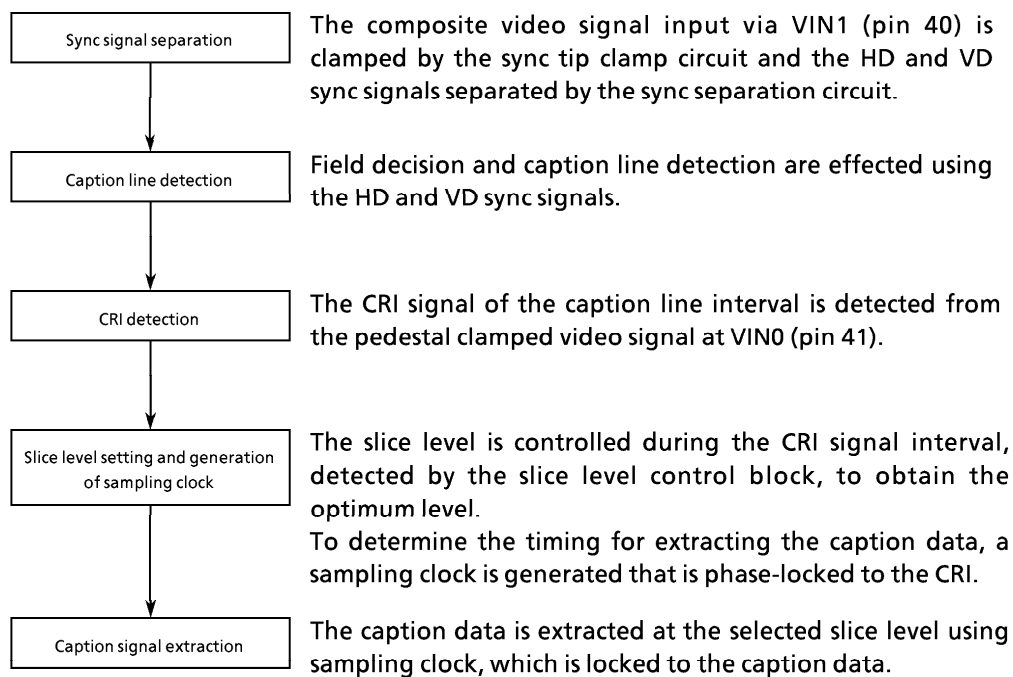 Sync signal separation
The composite video signal input via VIN1 (pin 40) is
clamped by the sync tip clamp circuit and the HD and VD
sync signals separated by the sync separation circuit.
Caption line detection
Field decision and caption line detection are effected using
the HD and VD sync signals.
CRI detection
The CRI signal of the caption line interval is detected from
the pedestal clamped video signal at VIN0 (pin 41).
Slice level setting and generation
of sampling clock
The slice level is controlled during the CRI signal interval,
detected by the slice level control block, to obtain the
optimum level.
To determine the timing for extracting the caption data, a
sampling clock is generated that is phase-locked to the CRI.
Caption signal extraction
The caption data is extracted at the selected slice level using
sampling clock, which is locked to the caption data.